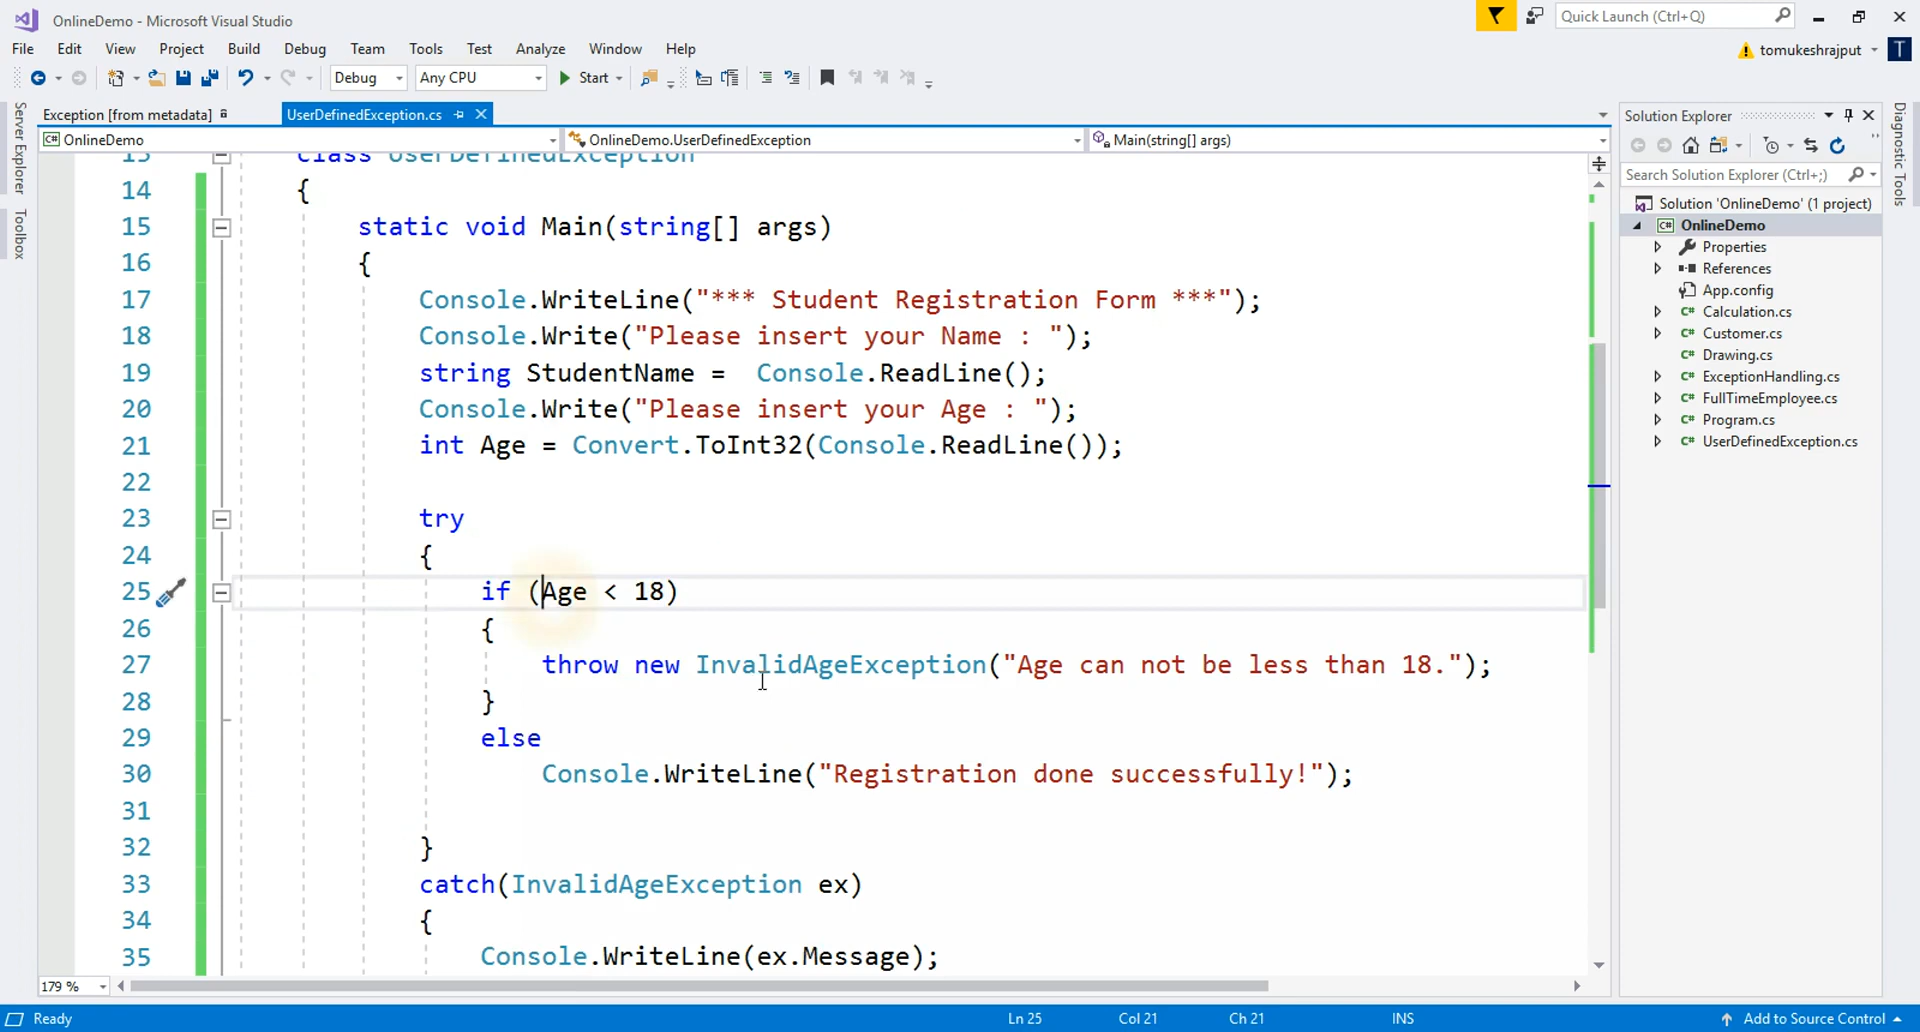 OnlineDemo - Microsoft Visual Studio
Quick Launch (Ctrl+Q)
File Edit View Project Build Debug Team Tools Test Analyze Window Help
tomukeshrajput T
Debug Any CPU Start
Server Explorer
Toolbox
Exception [from metadata] UserDefinedException.cs
C# OnlineDemo OnlineDemo.UserDefinedException Main(string[] args)
13 class UserDefinedException
14 {
15 static void Main(string[] args)
16 {
17 Console.WriteLine("*** Student Registration Form ***");
18 Console.Write("Please insert your Name : ");
19 string StudentName =  Console.ReadLine();
20 Console.Write("Please insert your Age : ");
21 int Age = Convert.ToInt32(Console.ReadLine());
22
23 try
24 {
25 if (Age < 18)
26 {
27 throw new InvalidAgeException("Age can not be less than 18.");
28 }
29 else
30 Console.WriteLine("Registration done successfully!");
31
32 }
33 catch(InvalidAgeException ex)
34 {
35 Console.WriteLine(ex.Message);
179 %
Solution Explorer
Search Solution Explorer (Ctrl+;)
Solution 'OnlineDemo' (1 project)
C# OnlineDemo
Properties
References
App.config
C# Calculation.cs
C# Customer.cs
C# Drawing.cs
C# ExceptionHandling.cs
C# FullTimeEmployee.cs
C# Program.cs
C# UserDefinedException.cs
Diagnostic Tools
Ready Ln 25 Col 21 Ch 21 INS Add to Source Control